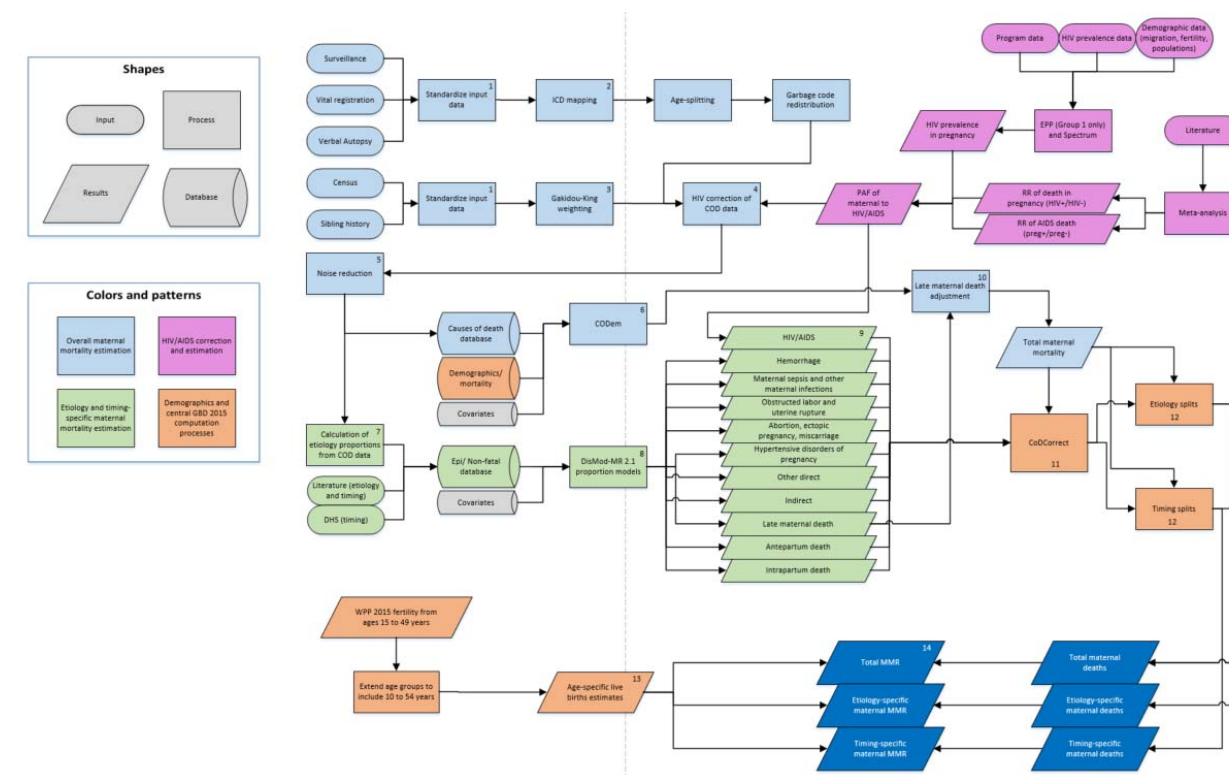 Shapes
Input
Process
Results
Database
Colors and patterns
Overall maternal
mortality estimation
HIV/AIDS correction
and estimation
Etiology and timing-
specific maternal
mortality estimation
Demographics and
central GBD 2015
computation
processes
Surveillance
Vital registration
Verbal Autopsy
1
Standardize input
data
2
ICD mapping
Age-splitting
Garbage code
redistribution
Census
Sibling history
1
Standardize input
data
3
Gakidou-King
weighting
4
HIV correction of
COD data
Program data
HIV prevalence data
Demographic data
(migration, fertility,
populations)
HIV prevalence
in pregnancy
EPP (Group 1 only)
and Spectrum
Literature
PAF of
maternal to
HIV/AIDS
RR of death in
pregnancy (HIV+/HIV-)
RR of AIDS death
(preg+/preg-)
Meta-analysis
5
Noise reduction
Causes of death
database
Demographics/
mortality
Covariates
6
CODem
10
Late maternal death
adjustment
Total maternal
mortality
7
Calculation of
etiology proportions
from COD data
Literature (etiology
and timing)
DHS (timing)
Epi/ Non-fatal
database
Covariates
8
DisMod-MR 2.1
proportion models
9
HIV/AIDS
Hemorrhage
Maternal sepsis and other
maternal infections
Obstructed labor and
uterine rupture
Abortion, ectopic
pregnancy, miscarriage
Hypertensive disorders of
pregnancy
Other direct
Indirect
Late maternal death
Antepartum death
Intrapartum death
CoDCorrect
11
Etiology splits
12
Timing splits
12
WPP 2015 fertility from
ages 15 to 49 years
Extend age groups to
include 10 to 54 years
13
Age-specific live
births estimates
14
Total MMR
Total maternal
deaths
Etiology-specific
maternal MMR
Etiology-specific
maternal deaths
Timing-specific
maternal MMR
Timing-specific
maternal deaths